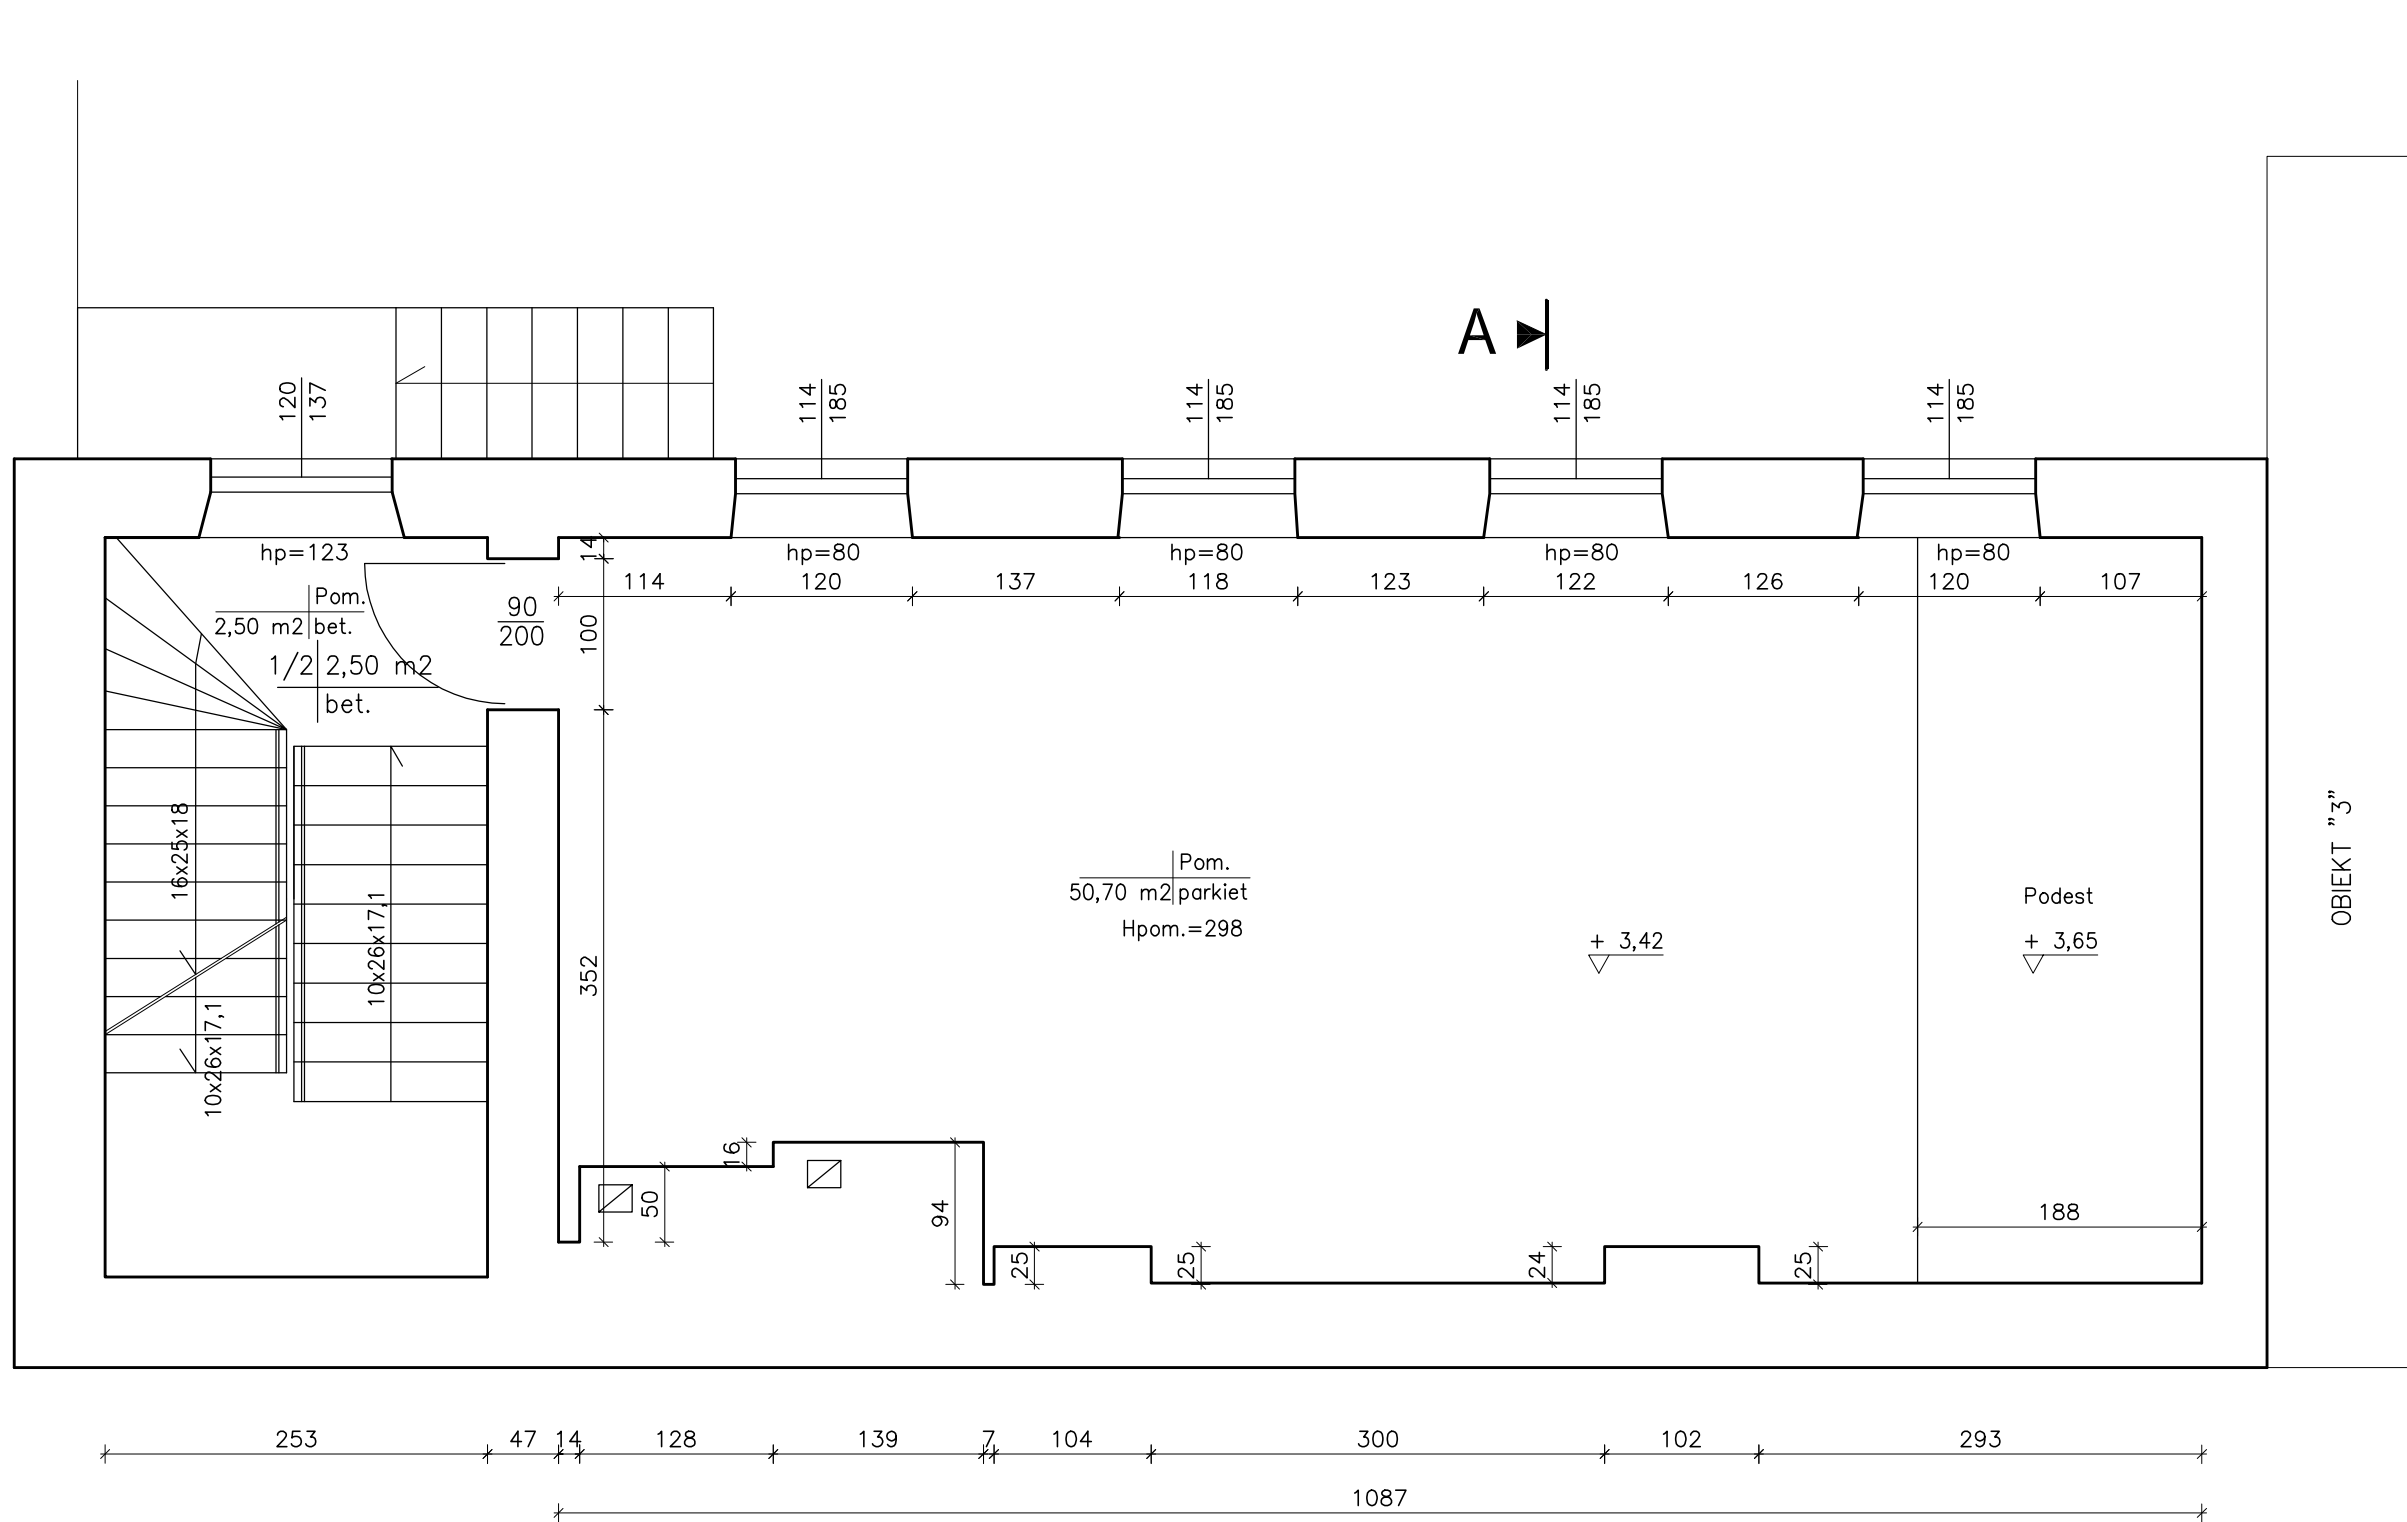 A
120
137
114
185
114
185
114
185
114
185
hp=123
hp=80
hp=80
hp=80
hp=80
14
114
120
137
118
123
122
126
120
107
Pom.
2,50 m2 bet.
90
200
100
1/2 2,50 m2
bet.
16x25x18
10x26x17,1
10x26x17,1
352
Pom.
50,70 m2 parkiet
Hpom.=298
+ 3,42
Podest
+ 3,65
OBIEKT "3"
16
50
94
25
25
24
25
188
253
47
14
128
139
7
104
300
102
293
1087